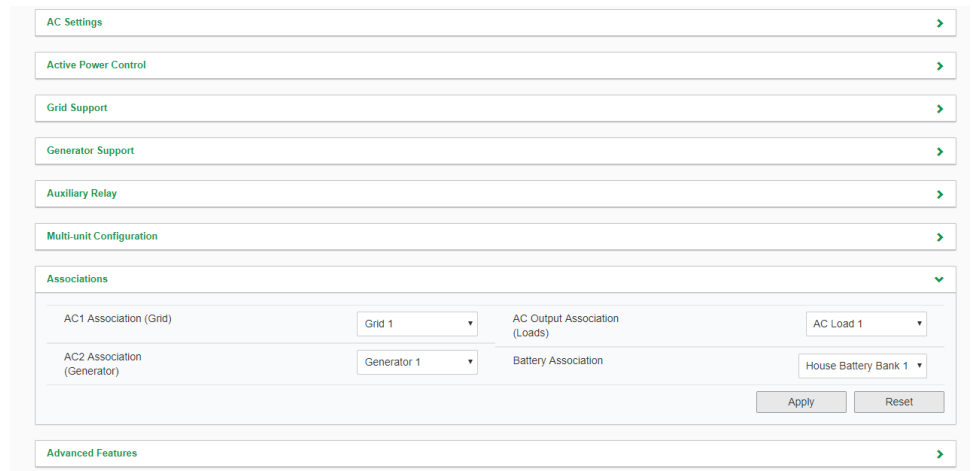 AC Settings
Active Power Control
Grid Support
Generator Support
Auxiliary Relay
Multi-unit Configuration
Associations
AC1 Association (Grid)
Grid 1
AC Output Association
(Loads)
AC Load 1
AC2 Association
(Generator)
Generator 1
Battery Association
House Battery Bank 1
Apply
Reset
Advanced Features